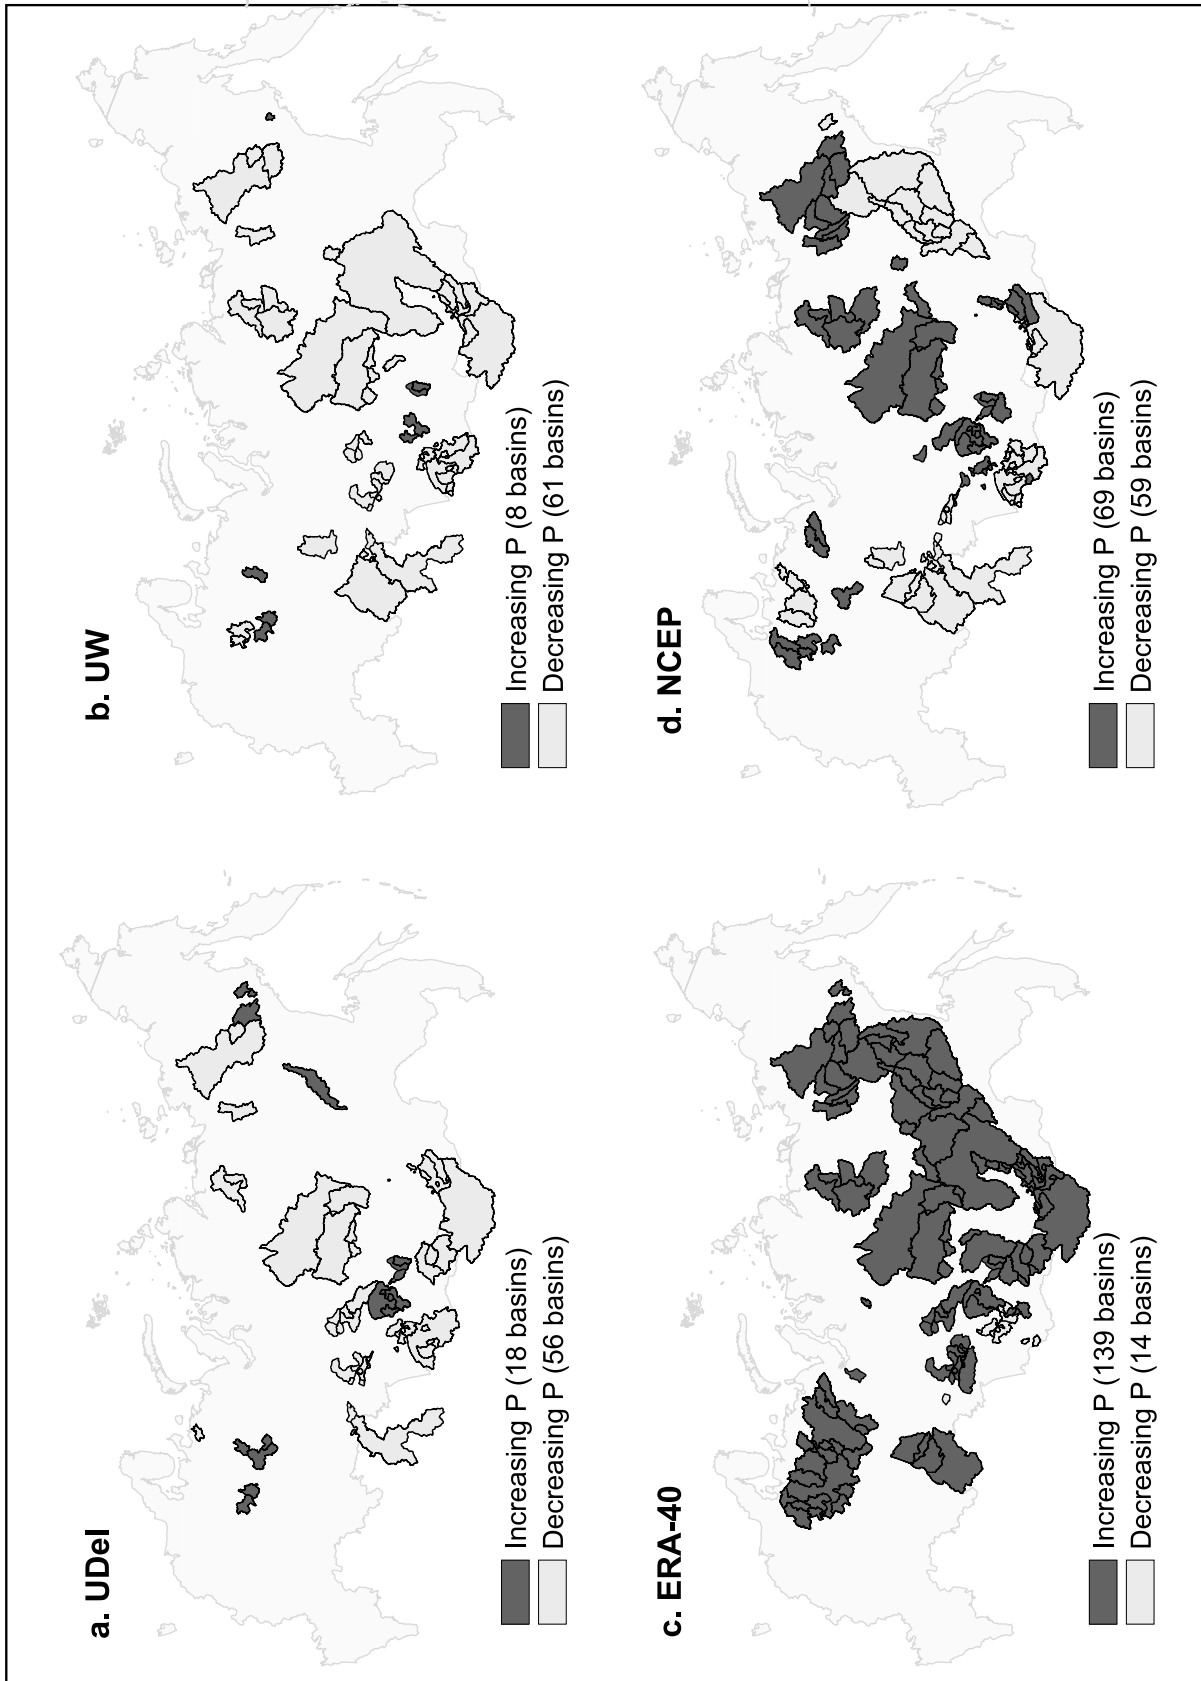 a. UDel
Increasing P (18 basins)
Decreasing P (56 basins)
b. UW
Increasing P (8 basins)
Decreasing P (61 basins)
c. ERA-40
Increasing P (139 basins)
Decreasing P (14 basins)
d. NCEP
Increasing P (69 basins)
Decreasing P (59 basins)